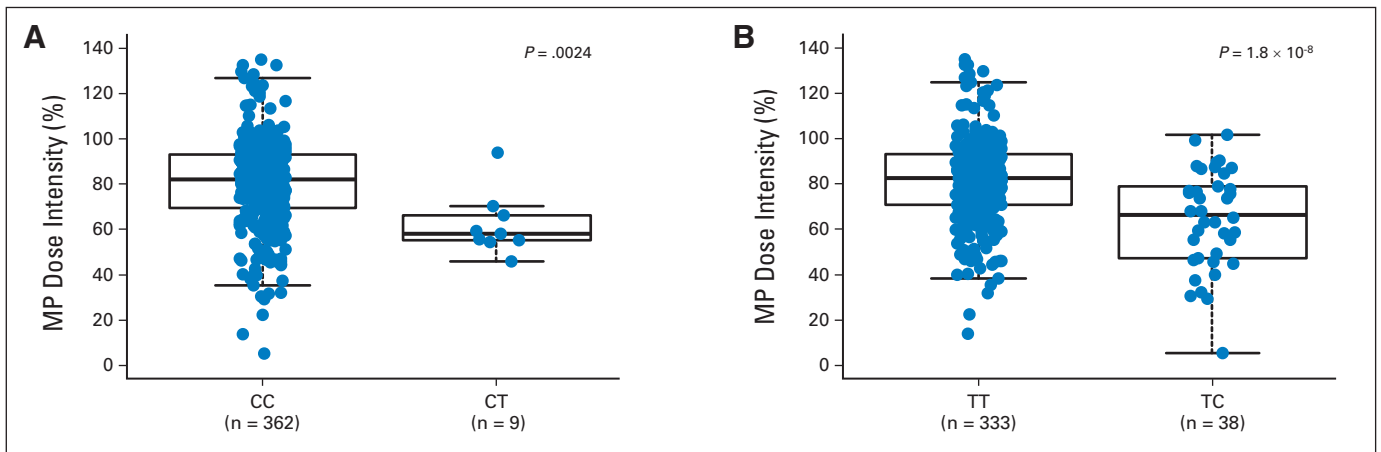 A
P = .0024
MP Dose Intensity (%)
140
120
100
80
60
40
20
0
CC
(n = 362)
CT
(n = 9)
B
P = 1.8 × 10-8
MP Dose Intensity (%)
140
120
100
80
60
40
20
0
TT
(n = 333)
TC
(n = 38)